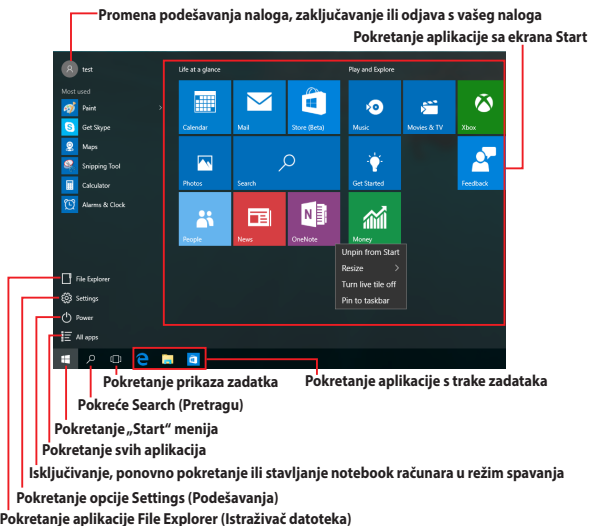 Promena podešavanja naloga, zaključavanje ili odjava s vašeg naloga
Pokretanje aplikacije sa ekrana Start
test
Life at a glance
Play and Explore
Most used
Paint
Get Skype
Maps
Snipping Tool
Calculator
Alarms & Clock
Calendar
Mail
Store (Beta)
Music
Movies & TV
Xbox
Photos
Search
Get Started
Feedback
People
News
OneNote
Money
Unpin from Start
Resize
Turn live tile off
Pin to taskbar
File Explorer
Settings
Power
All apps
Pokretanje prikaza zadatka
Pokretanje aplikacije s trake zadataka
Pokreće Search (Pretragu)
Pokretanje „Start“ menija
Pokretanje svih aplikacija
Isključivanje, ponovno pokretanje ili stavljanje notebook računara u režim spavanja
Pokretanje opcije Settings (Podešavanja)
Pokretanje aplikacije File Explorer (Istraživač datoteka)